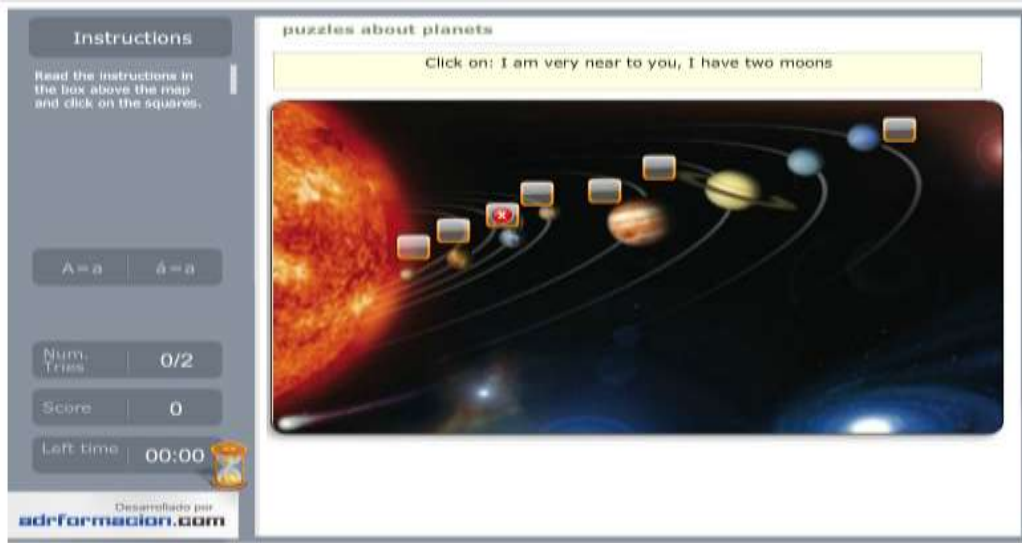 Instructions
Read the instructions in
the box above the map
and click on the squares.
A=a á=a
Num.
Tries 0/2
Score 0
Left time 00:00
Desarrollado por
adrformacion.com
puzzles about planets
Click on: I am very near to you, I have two moons